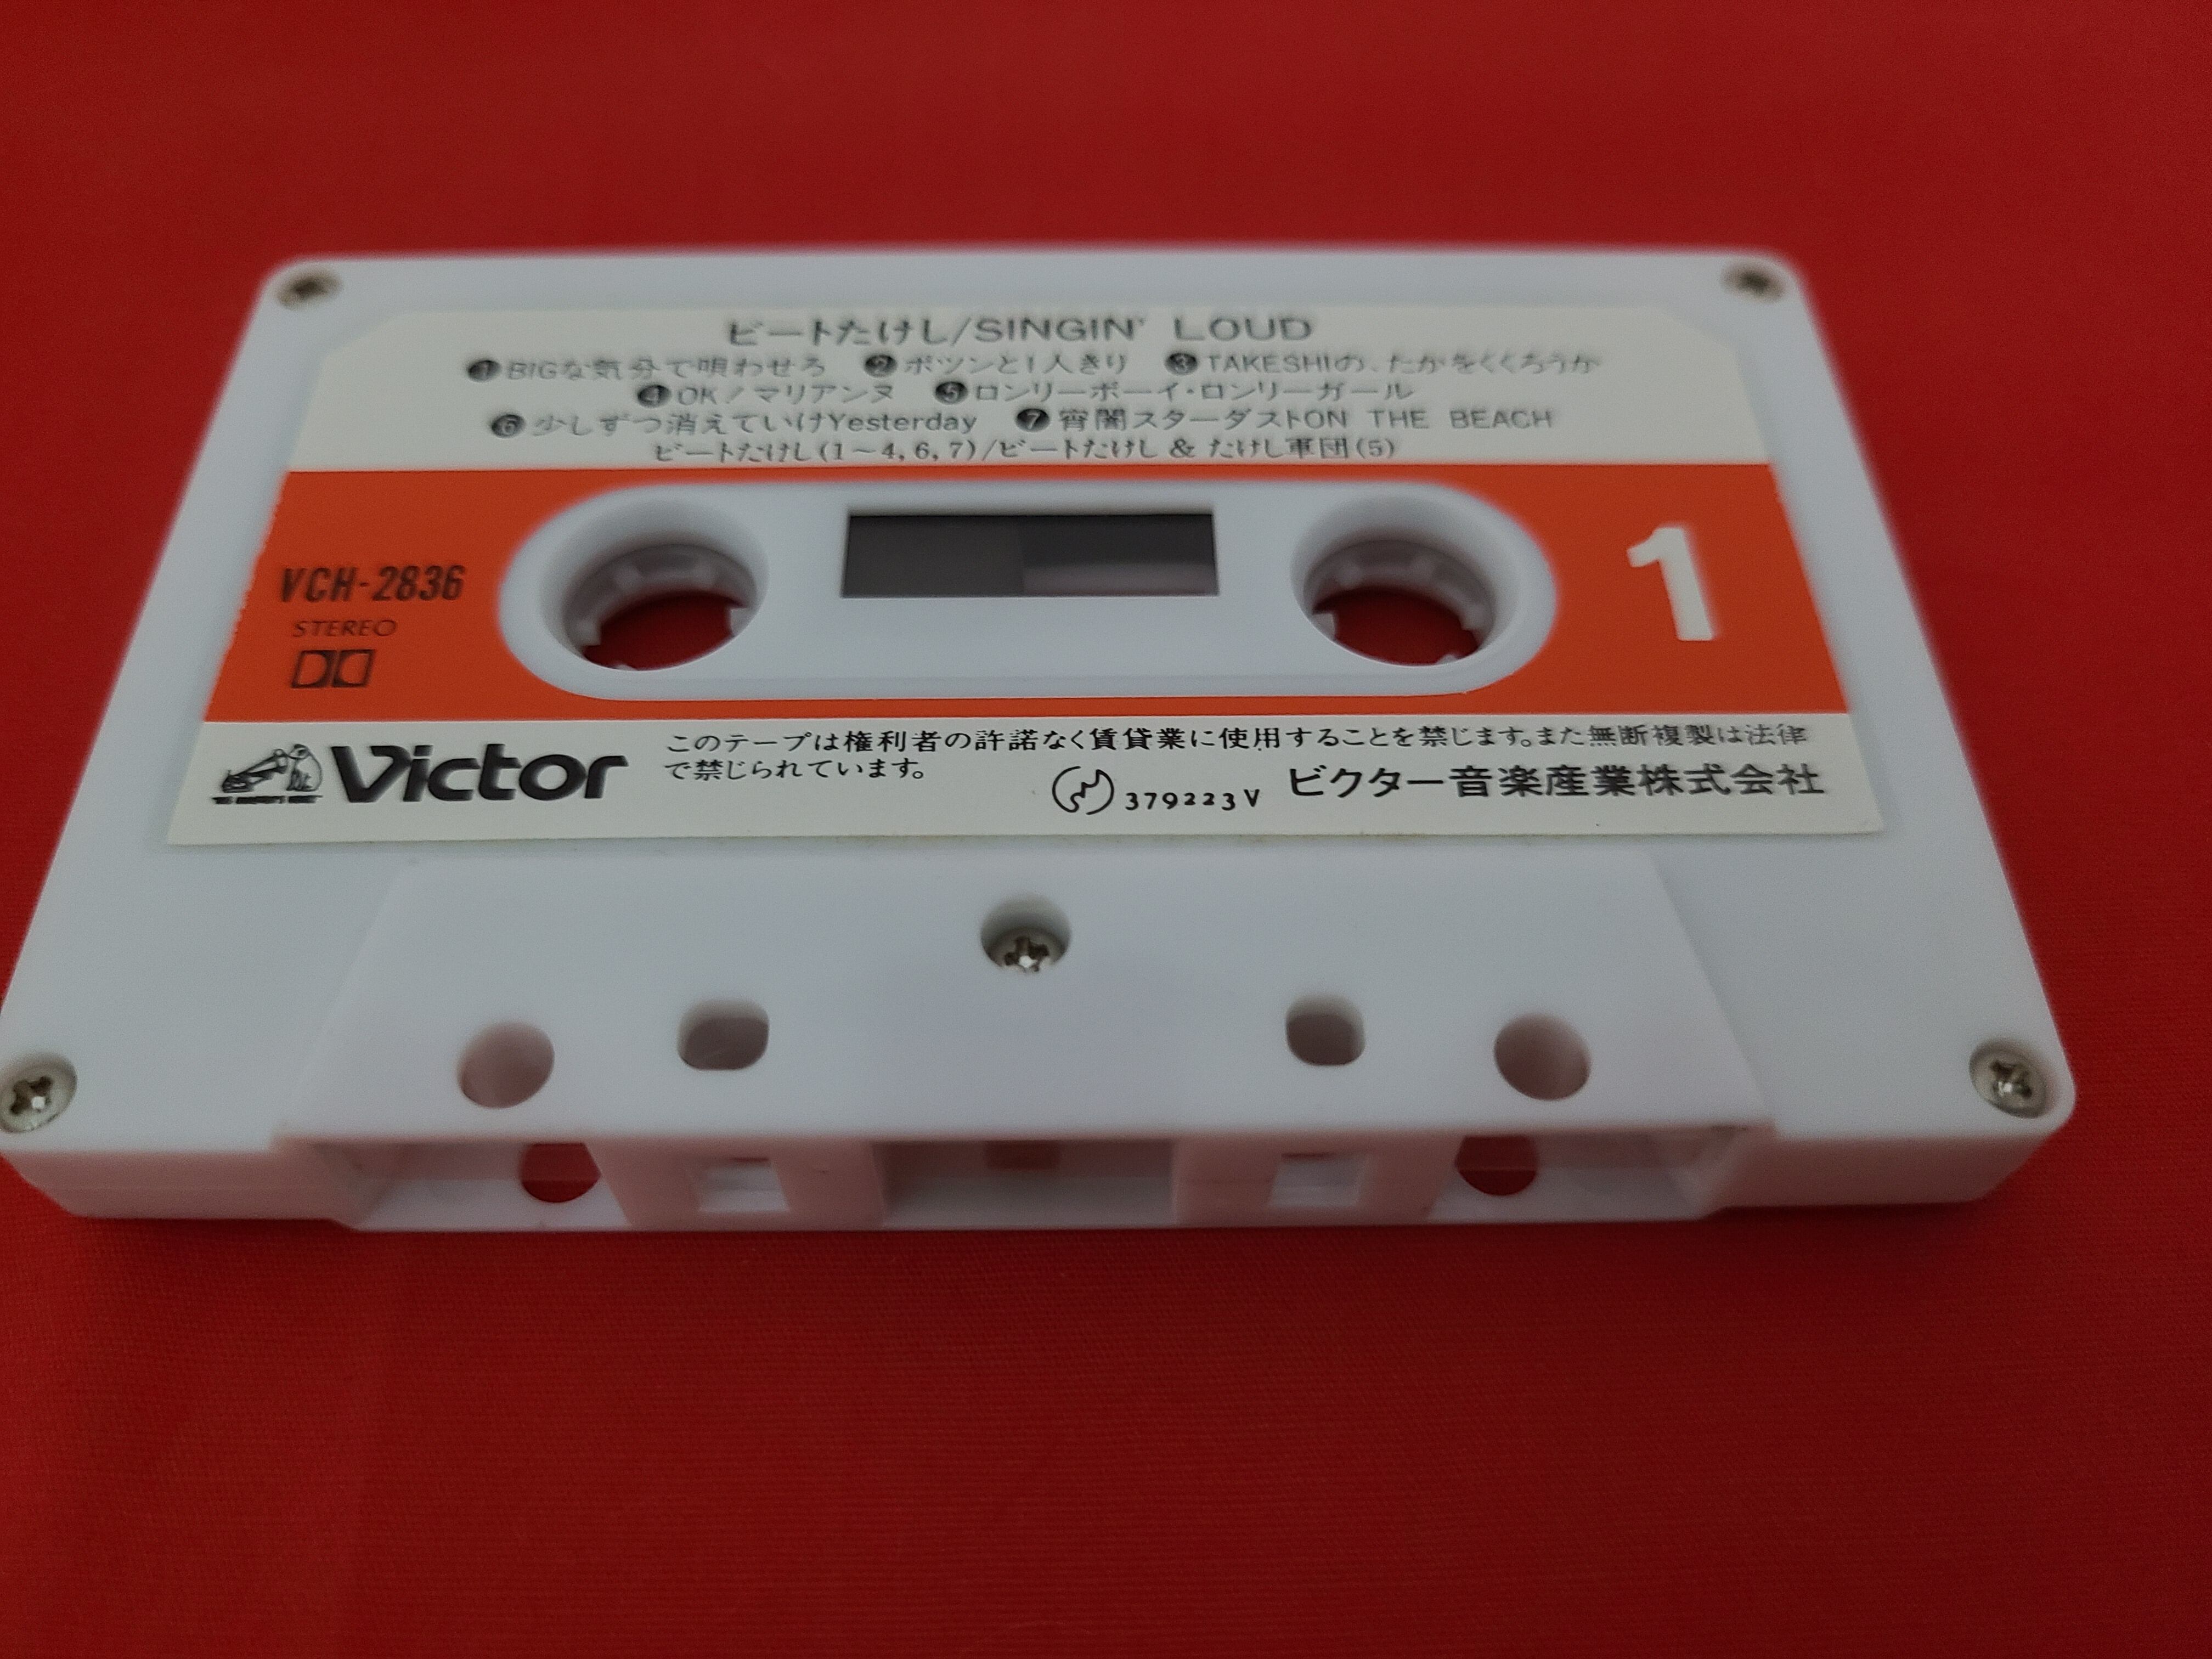 ビートたけし/SINGIN' LOUD
❶BIGな気分で唄わせろ ❷ポツンと1人きり ❸TAKESHIの、たかをくくろうか
❹OK！マリアンヌ ❺ロンリーボーイ・ロンリーガール
❻少しずつ消えていけYesterday ❼宵闇スターダストON THE BEACH
ビートたけし(1～4,6,7)/ビートたけし & たけし軍団(5)
VCH-2836
STEREO
1
Victor
このテープは権利者の許諾なく賃貸業に使用することを禁じます。また無断複製は法律
で禁じられています。
379223V ビクター音楽産業株式会社